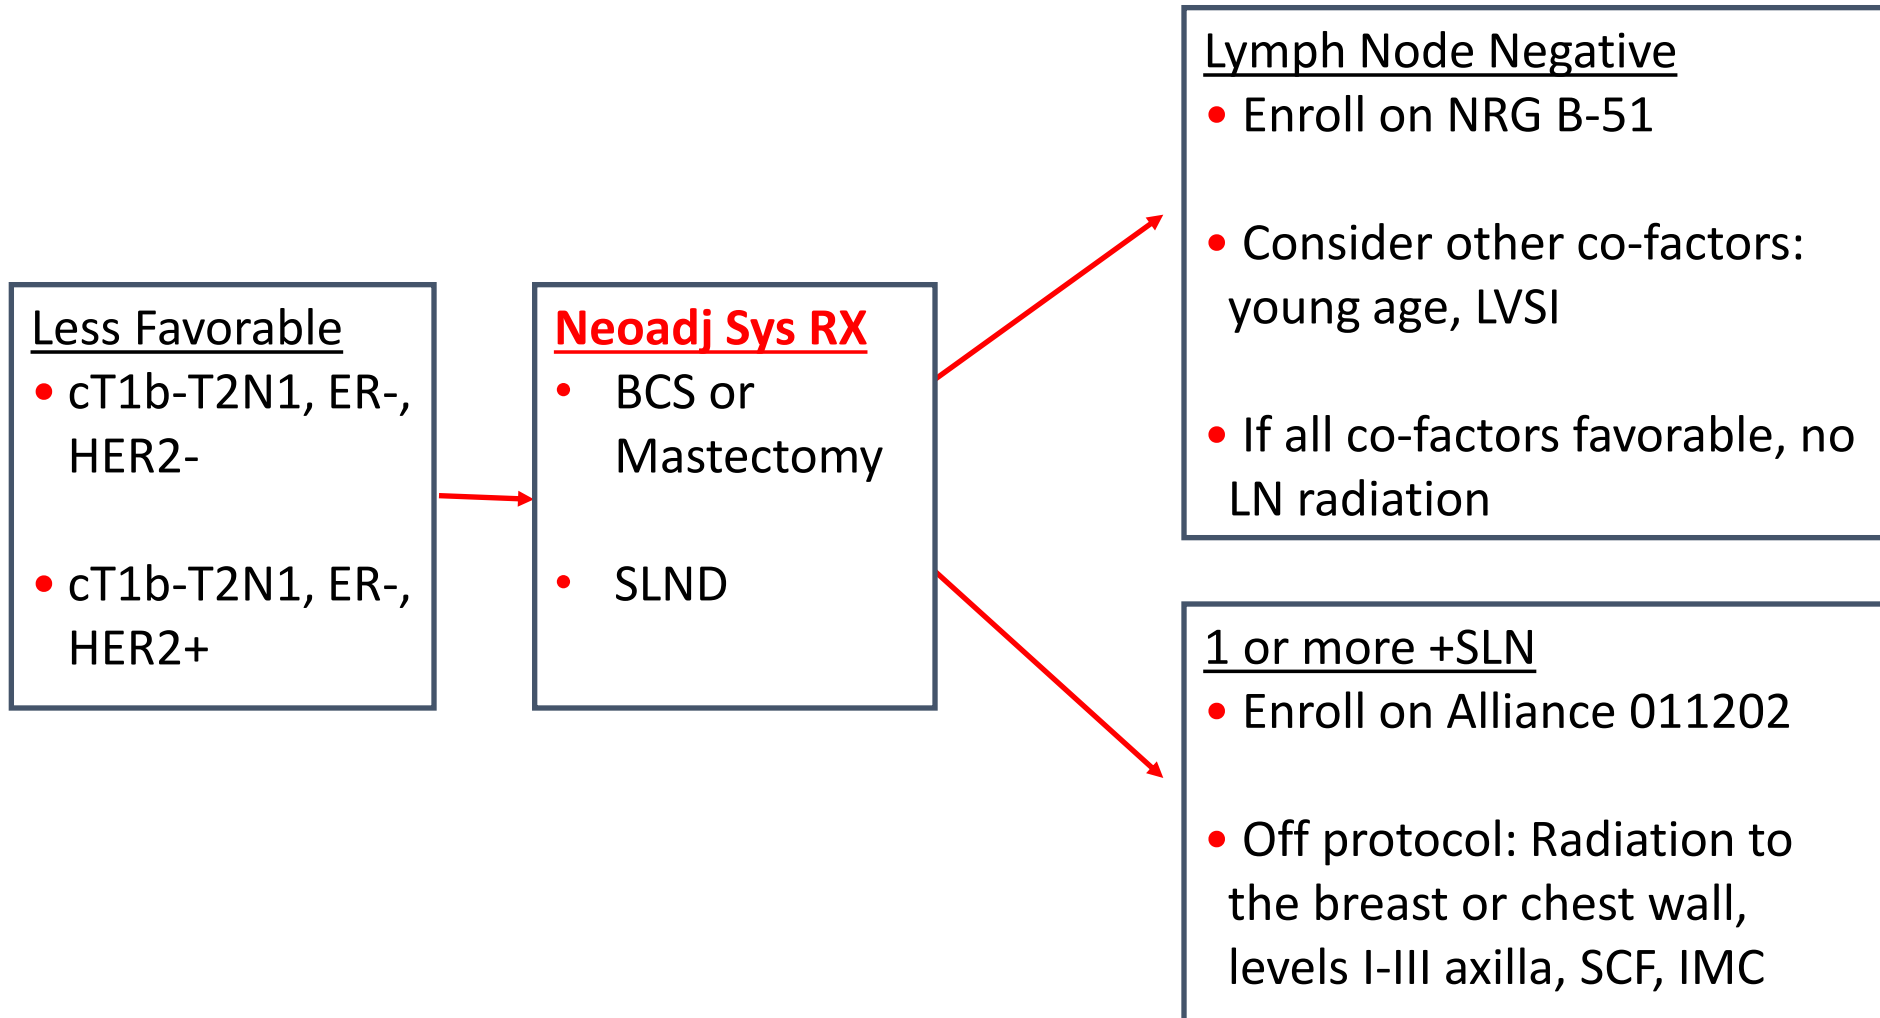 Less Favorable
• cT1b-T2N1, ER-,
HER2-
• cT1b-T2N1, ER-,
HER2+
Neoadj Sys RX
• BCS or
Mastectomy
• SLND
Lymph Node Negative
• Enroll on NRG B-51
• Consider other co-factors:
young age, LVSI
• If all co-factors favorable, no
LN radiation
1 or more +SLN
• Enroll on Alliance 011202
• Off protocol: Radiation to
the breast or chest wall,
levels I-III axilla, SCF, IMC